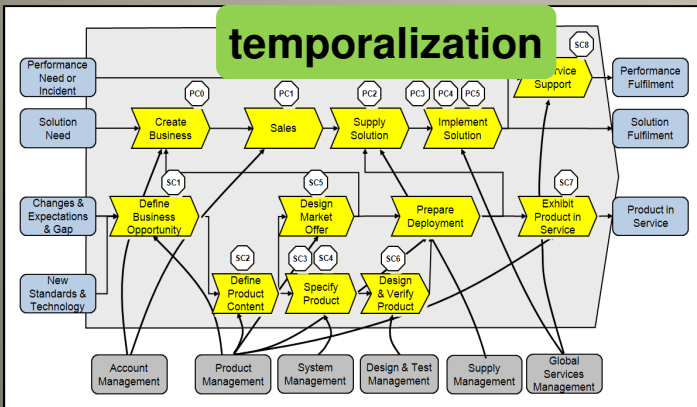 temporalization
SC8
Performance
Need or
Incident
Service
Support
Performance
Fulfilment
PC0
PC1
PC2
PC3
PC4
PC5
Solution
Need
Create
Business
Sales
Supply
Solution
Implement
Solution
Solution
Fulfilment
SC1
SC5
SC7
Changes &
Expectations
& Gap
Define
Business
Opportunity
Design
Market
Offer
Prepare
Deployment
Exhibit
Product in
Service
Product in
Service
SC2
SC3
SC4
SC6
New
Standards &
Technology
Define
Product
Content
Specify
Product
Design
& Verify
Product
Account
Management
Product
Management
System
Management
Design & Test
Management
Supply
Management
Global
Services
Management